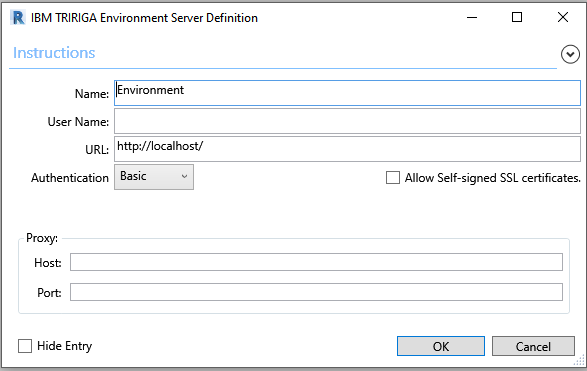 IBM TRIRIGA Environment Server Definition
Instructions
Name: Environment
User Name:
URL: http://localhost/
Authentication Basic Allow Self-signed SSL certificates.
Proxy:
Host:
Port:
Hide Entry OK Cancel